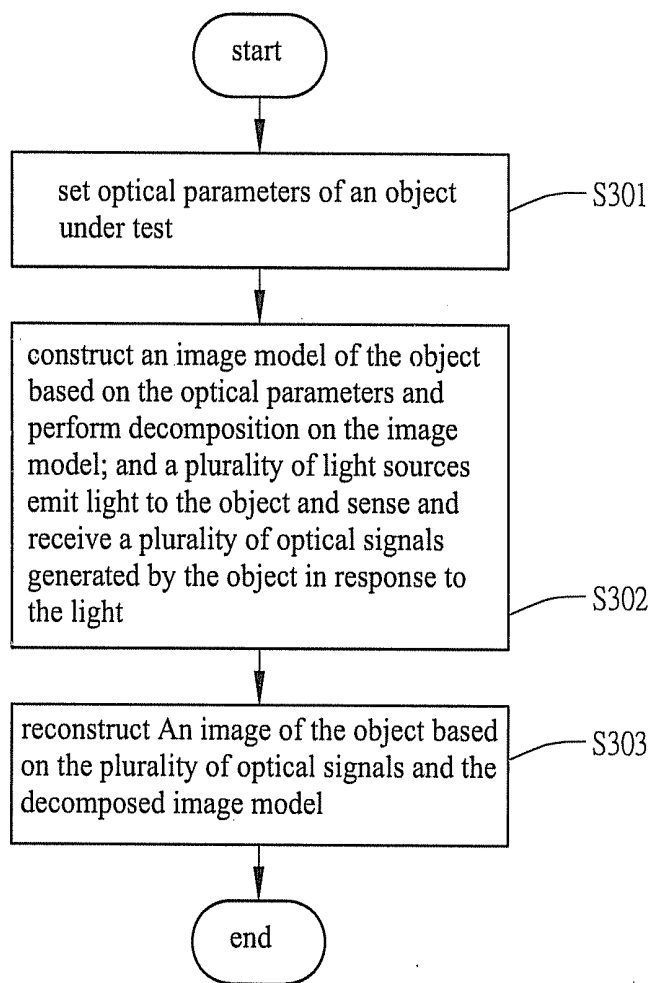 start
set optical parameters of an object
under test
S301
construct an image model of the object
based on the optical parameters and
perform decomposition on the image
model; and a plurality of light sources
emit light to the object and sense and
receive a plurality of optical signals
generated by the object in response to
the light
S302
reconstruct An image of the object based
on the plurality of optical signals and the
decomposed image model
S303
end